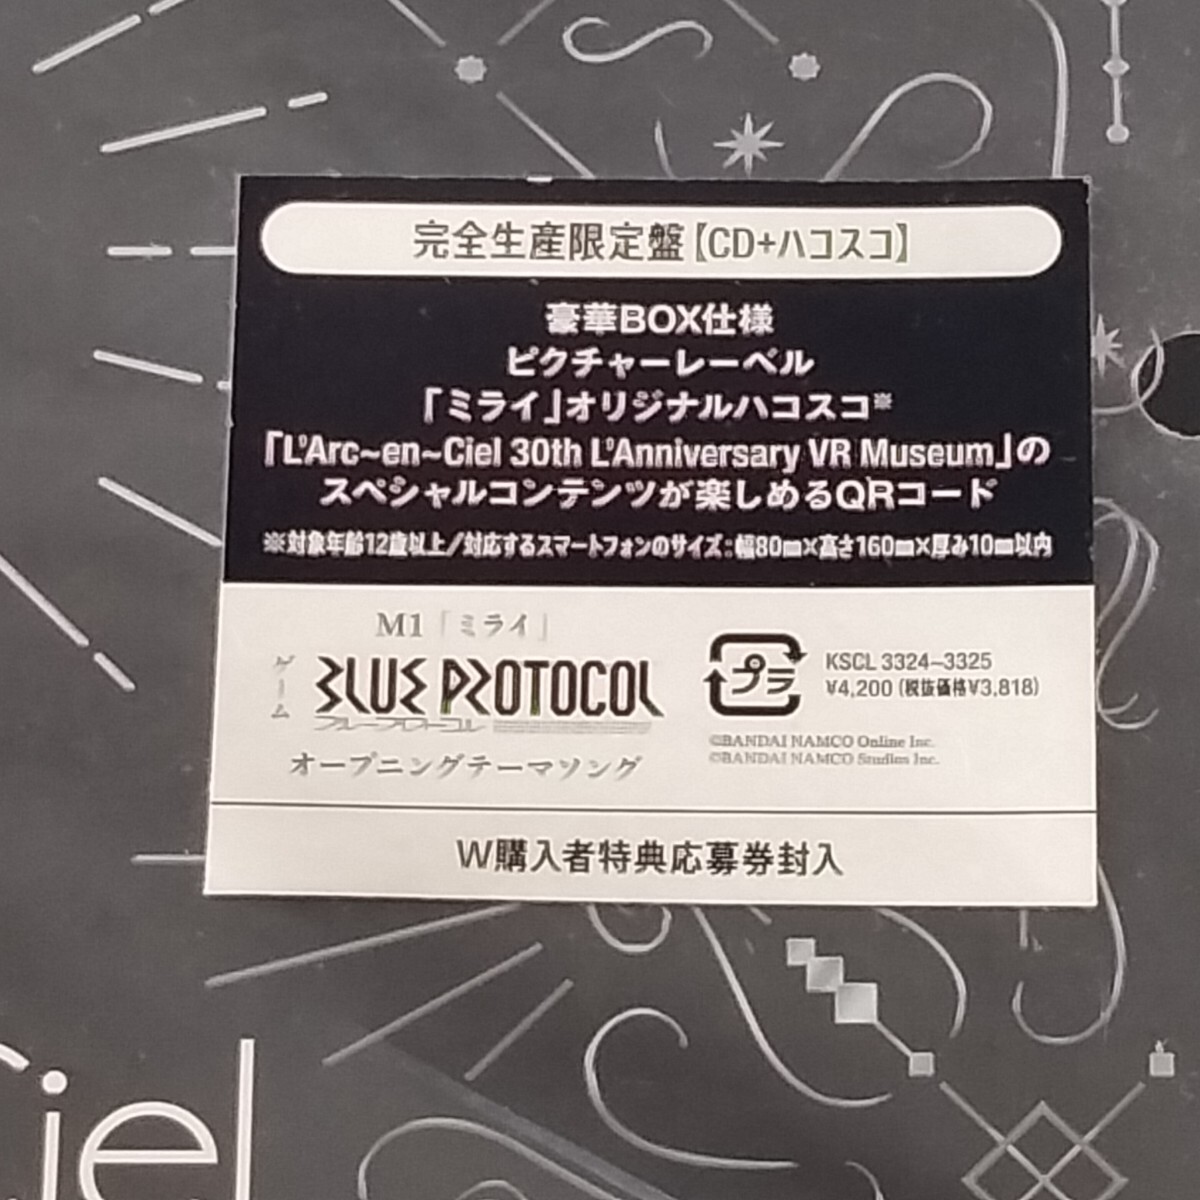 完全生産限定盤【CD+ハコスコ】
豪華BOX仕様
ピクチャーレーベル
「ミライ」オリジナルハコスコ※
「L'Arc~en~Ciel 30th L'Anniversary VR Museum」の
スペシャルコンテンツが楽しめるQRコード
※対象年齢12歳以上/対応するスマートフォンのサイズ:幅80㎜×高さ160㎜×厚み10㎜以内
M1「ミライ」
ゲーム
BLUE PROTOCOL
ブループロトコル
オープニングテーマソング
プラ
KSCL 3324–3325
¥4,200 (税抜価格¥3,818)
©BANDAI NAMCO Online Inc.
©BANDAI NAMCO Studios Inc.
W購入者特典応募券封入
Ciel